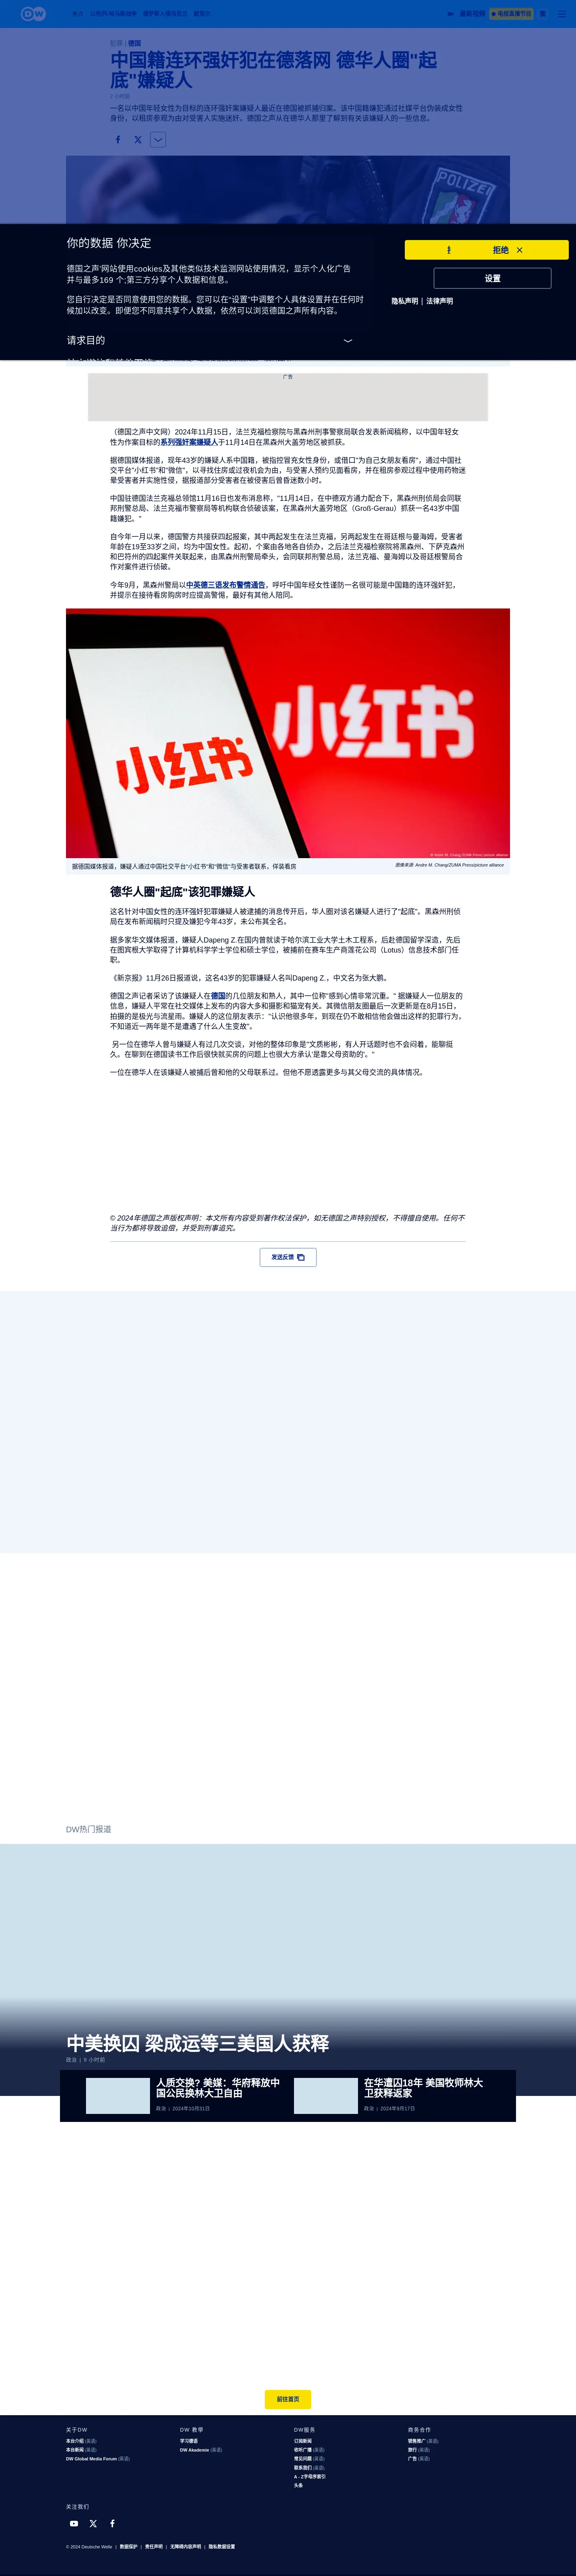 DW
最新视频
电视直播节目
犯罪 | 德国
中国籍连环强奸犯在德落网 德华人圈"起
底"嫌疑人
一名以中国年轻女性为目标的连环强奸案嫌疑人最近在德国被抓捕归案。该中国籍嫌犯通过社媒平台伪装成女性
身份，以租房参观为由对受害人实施迷奸。德国之声从在德华人那里了解到有关该嫌疑人的一些信息。
POLIZEI
你的数据 你决定
德国之声'网站使用cookies及其他类似技术监测网站使用情况，显示个人化广告
并与最多169 个;第三方分享个人数据和信息。
您自行决定是否同意使用您的数据。您可以在"设置"中调整个人具体设置并在任何时
候加以改变。即便您不同意共享个人数据，依然可以浏览德国之声所有内容。
请求目的
拒绝
设置
隐私声明 | 法律声明
广告
（德国之声中文网）2024年11月15日，法兰克福检察院与黑森州刑事警察局联合发表新闻稿称，以中国年轻女
性为作案目标的系列强奸案嫌疑人于11月14日在黑森州大盖劳地区被抓获。
据德国媒体报道，现年43岁的嫌疑人系中国籍，被指控冒充女性身份，或借口"为自己女朋友看房"，通过中国社
交平台"小红书"和"微信"，以寻找住房或过夜机会为由，与受害人预约见面看房，并在租房参观过程中使用药物迷
晕受害者并实施性侵，据报道部分受害者在被侵害后曾昏迷数小时。
中国驻德国法兰克福总领馆11月16日也发布消息称，"11月14日，在中德双方通力配合下，黑森州刑侦局会同联
邦刑警总局、法兰克福市警察局等机构联合侦破该案，在黑森州大盖劳地区（Groß-Gerau）抓获一名43岁中国
籍嫌犯。"
自今年一月以来，德国警方共接获四起报案，其中两起发生在法兰克福，另两起发生在哥廷根与曼海姆，受害者
年龄在19至33岁之间，均为中国女性。起初，个案由各地各自侦办，之后法兰克福检察院将黑森州、下萨克森州
和巴符州的四起案件关联起来，由黑森州刑警局牵头，会同联邦刑警总局，法兰克福、曼海姆以及哥廷根警局合
作对案件进行侦破。
今年9月，黑森州警局以中英德三语发布警情通告，呼吁中国年经女性谨防一名很可能是中国籍的连环强奸犯，
并提示在接待看房购房时应提高警惕，最好有其他人陪同。
小红书
小红书
据德国媒体报道，嫌疑人通过中国社交平台"小红书"和"微信"与受害者联系，佯装看房
图像来源: Andre M. Chang/ZUMA Press/picture alliance
德华人圈"起底"该犯罪嫌疑人
这名针对中国女性的连环强奸犯罪嫌疑人被逮捕的消息传开后，华人圈对该名嫌疑人进行了"起底"。黑森州刑侦
局在发布新闻稿时只提及嫌犯今年43岁，未公布其全名。
据多家华文媒体报道，嫌疑人Dapeng Z.在国内曾就读于哈尔滨工业大学土木工程系，后赴德国留学深造，先后
在图宾根大学取得了计算机科学学士学位和硕士学位，被捕前在赛车生产商莲花公司（Lotus）信息技术部门任
职。
《新京报》11月26日报道说，这名43岁的犯罪嫌疑人名叫Dapeng Z.，中文名为张大鹏。
德国之声记者采访了该嫌疑人在德国的几位朋友和熟人，其中一位称"感到心情非常沉重。" 据嫌疑人一位朋友的
信息，嫌疑人平常在社交媒体上发布的内容大多和摄影和猫宠有关。其微信朋友圈最后一次更新是在8月15日，
拍摄的是极光与流星雨。嫌疑人的这位朋友表示："认识他很多年，到现在仍不敢相信他会做出这样的犯罪行为，
不知道近一两年是不是遭遇了什么人生变故"。
另一位在德华人曾与嫌疑人有过几次交谈，对他的整体印象是"文质彬彬，有人开话题时也不会闷着，能聊挺
久。在聊到在德国读书工作后很快就买房的问题上也很大方承认'是靠父母资助的'。"
一位在德华人在该嫌疑人被捕后曾和他的父母联系过。但他不愿透露更多与其父母交流的具体情况。
© 2024年德国之声版权声明：本文所有内容受到著作权法保护，如无德国之声特别授权，不得擅自使用。任何不
当行为都将导致追偿，并受到刑事追究。
发送反馈
DW热门报道
中美换囚 梁成运等三美国人获释
政治 | 9 小时前
人质交换? 美媒：华府释放中
国公民换林大卫自由
政治 | 2024年10月31日
在华遭囚18年 美国牧师林大
卫获释返家
政治 | 2024年9月17日
前往首页
关于DW
本台介绍 (英语)
本台新闻 (英语)
DW Global Media Forum (英语)
DW 教学
学习德语
DW Akademie (英语)
DW服务
订阅新闻
收听广播 (英语)
常见问题 (英语)
联系我们 (英语)
A - Z字母序索引
头条
商务合作
销售推广 (英语)
旅行 (英语)
广告 (英语)
关注我们
© 2024 Deutsche Welle | 数据保护 | 责任声明 | 无障碍内容声明 | 隐私数据设置